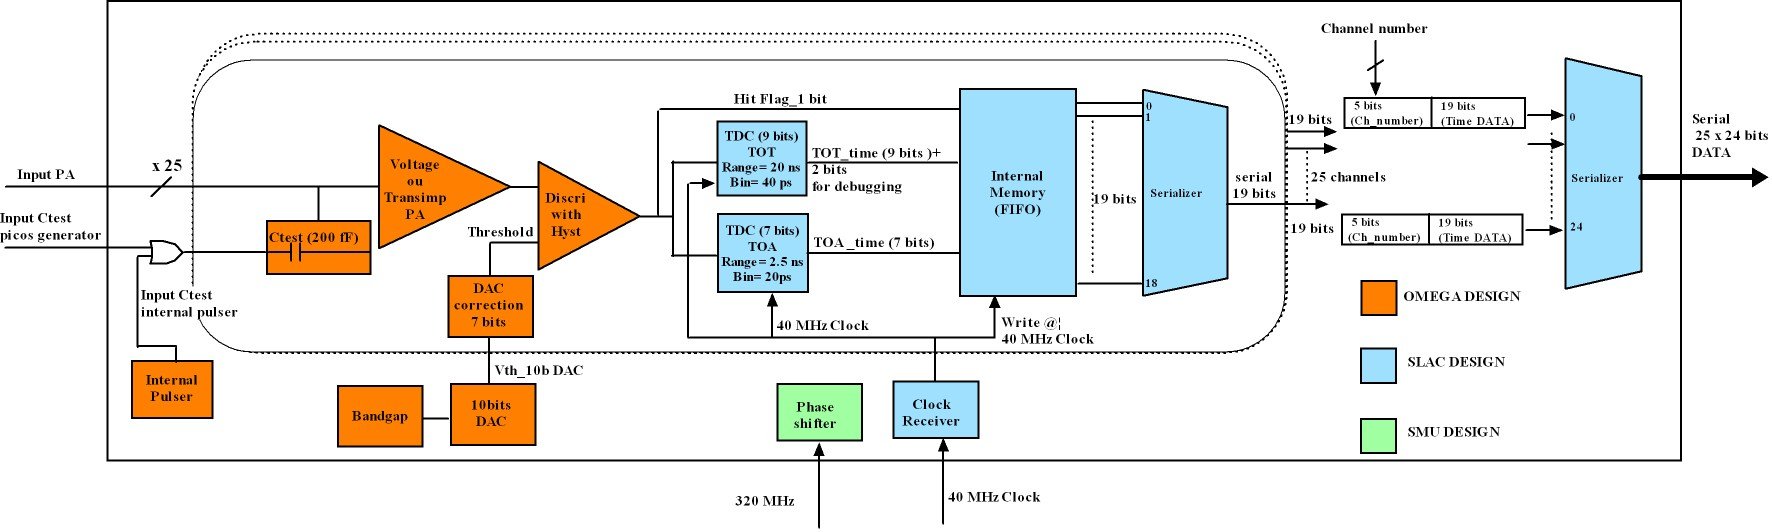 Channel number
Hit Flag_1 bit
5 bits
(Ch_number)
19 bits
(Time DATA)
0
1
0
19 bits
Serial
25 x 24 bits
DATA
x 25
Input PA
Voltage
ou
Transimp
PA
TDC (9 bits)
TOT
Range= 20 ns
Bin= 40 ps
TOT_time (9 bits )+
2 bits
for debugging
Internal
Memory
(FIFO)
19 bits
Serializer
serial
19 bits
25 channels
Serializer
Discri
with
Hyst
Input Ctest
picos generator
Ctest (200 fF)
Threshold
TDC (7 bits)
TOA
Range= 2.5 ns
Bin= 20ps
TOA_time (7 bits)
19 bits
5 bits
(Ch_number)
19 bits
(Time DATA)
24
18
Input Ctest
internal pulser
DAC
correction
7 bits
40 MHz Clock
Write @¦
40 MHz Clock
OMEGA DESIGN
Vth_10b DAC
SLAC DESIGN
Internal
Pulser
Bandgap
10bits
DAC
Phase
shifter
Clock
Receiver
SMU DESIGN
320 MHz
40 MHz Clock